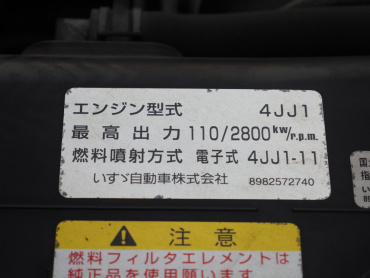 エンジン型式 4JJ1
最高出力 110/2800kw/r.p.m.
燃料噴射方式 電子式 4JJ1-11
いすゞ自動車株式会社 8982572740
注意
燃料フィルタエレメントは
純正品を使用願います
国
指